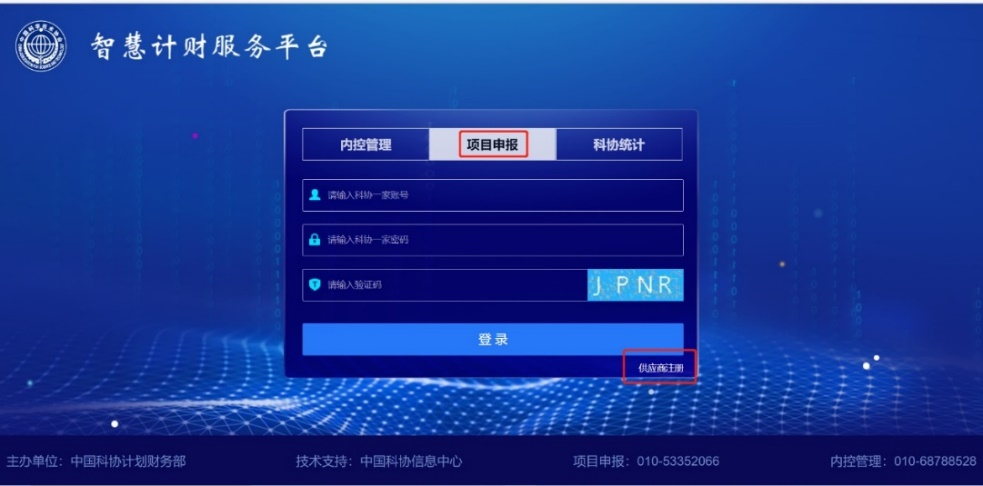 智慧计财服务平台
内控管理 项目申报 科协统计
请输入科协一家账号
请输入科协一家密码
请输入验证码 JPNR
登录
供应商注册
主办单位：中国科协计划财务部 技术支持：中国科协信息中心 项目申报：010-53352066 内控管理：010-68788528